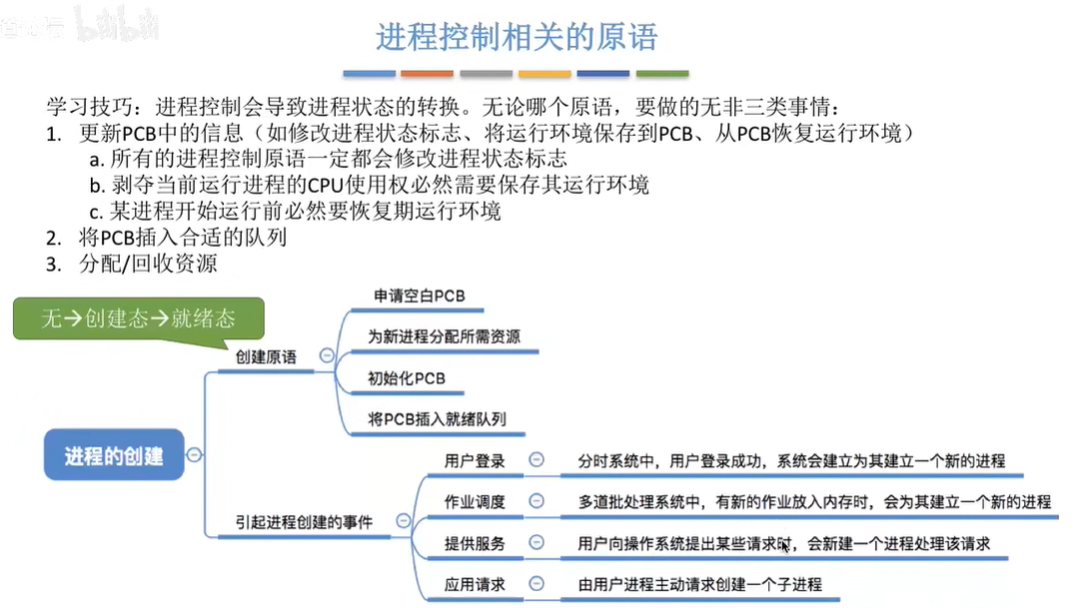 bilibili
进程控制相关的原语
学习技巧：进程控制会导致进程状态的转换。无论哪个原语，要做的无非三类事情：
1. 更新PCB中的信息（如修改进程状态标志、将运行环境保存到PCB、从PCB恢复运行环境）
a. 所有的进程控制原语一定都会修改进程状态标志
b. 剥夺当前运行进程的CPU使用权必然需要保存其运行环境
c. 某进程开始运行前必然要恢复期运行环境
2. 将PCB插入合适的队列
3. 分配/回收资源
无→创建态→就绪态
进程的创建
创建原语
申请空白PCB
为新进程分配所需资源
初始化PCB
将PCB插入就绪队列
引起进程创建的事件
用户登录
分时系统中，用户登录成功，系统会建立为其建立一个新的进程
作业调度
多道批处理系统中，有新的作业放入内存时，会为其建立一个新的进程
提供服务
用户向操作系统提出某些请求时，会新建一个进程处理该请求
应用请求
由用户进程主动请求创建一个子进程